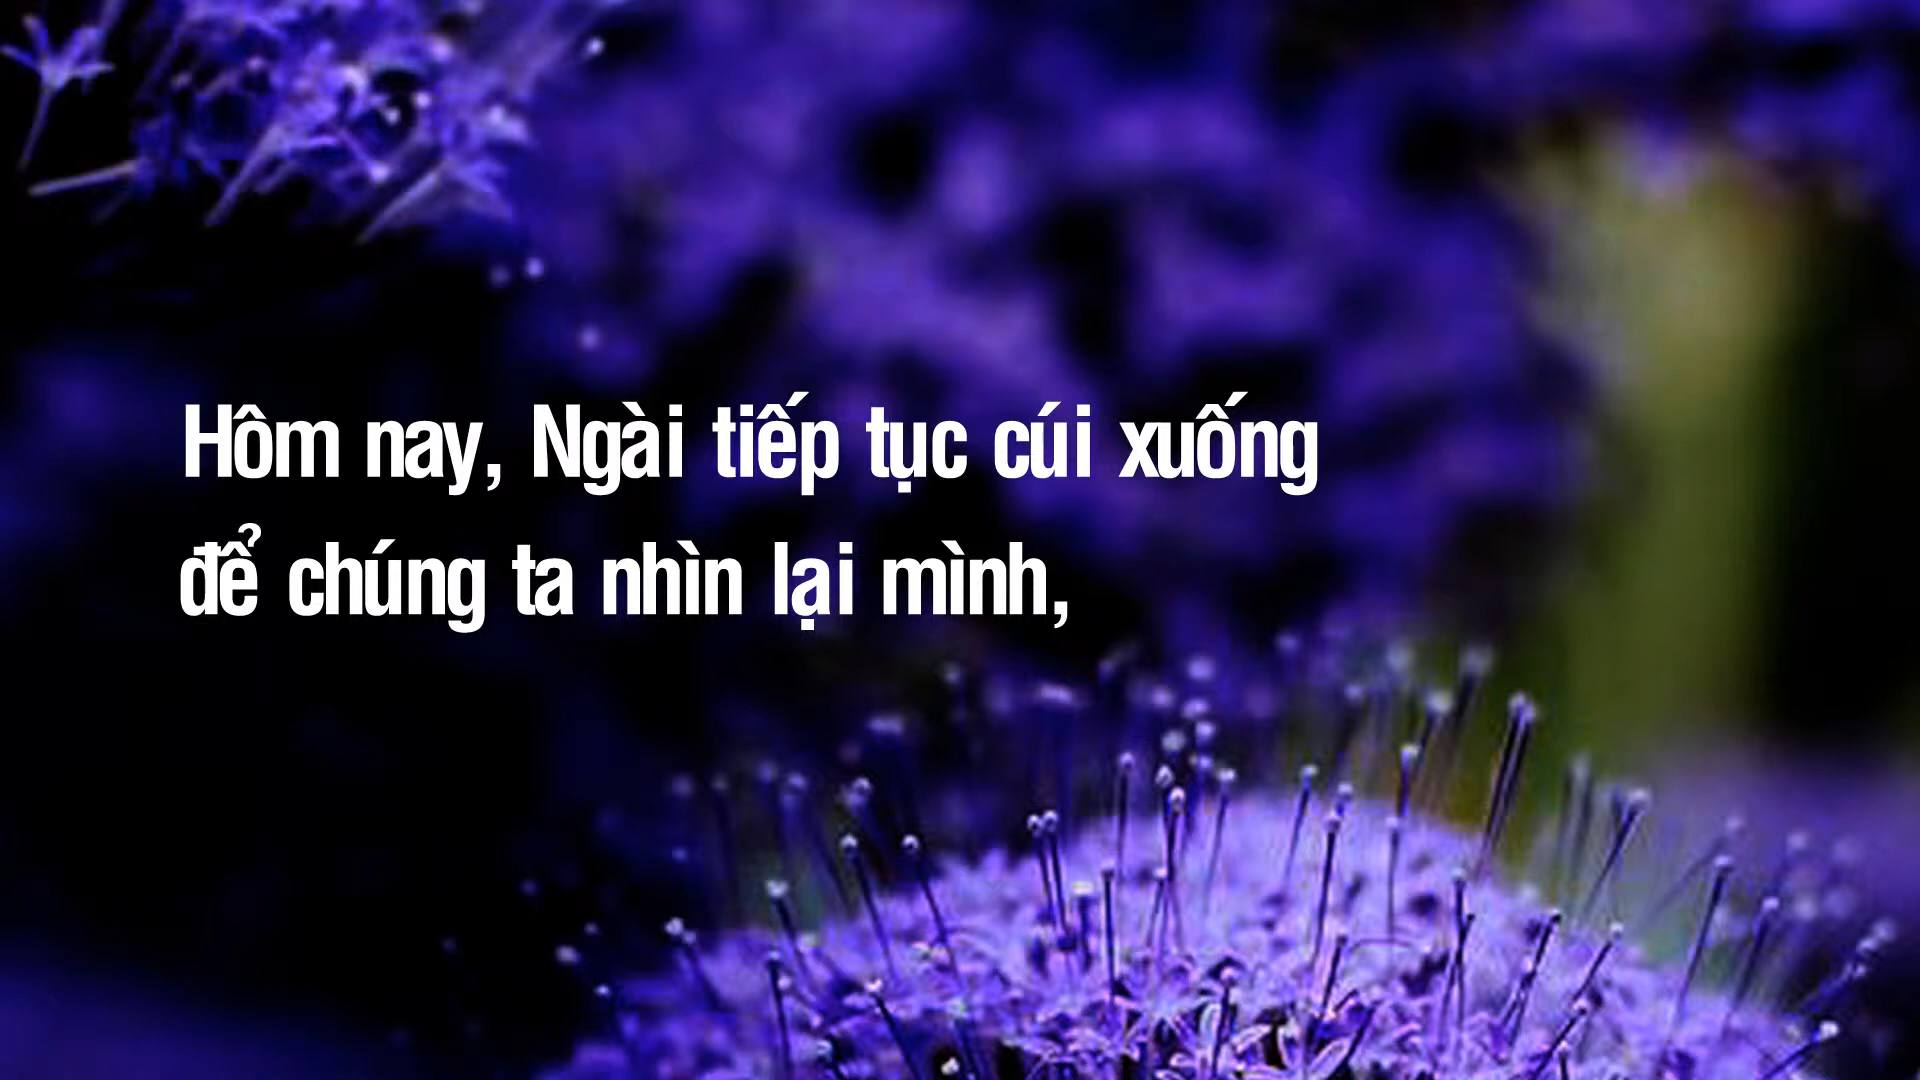 Hôm nay, Ngài tiếp tục cúi xuống
để chúng ta nhìn lại mình,